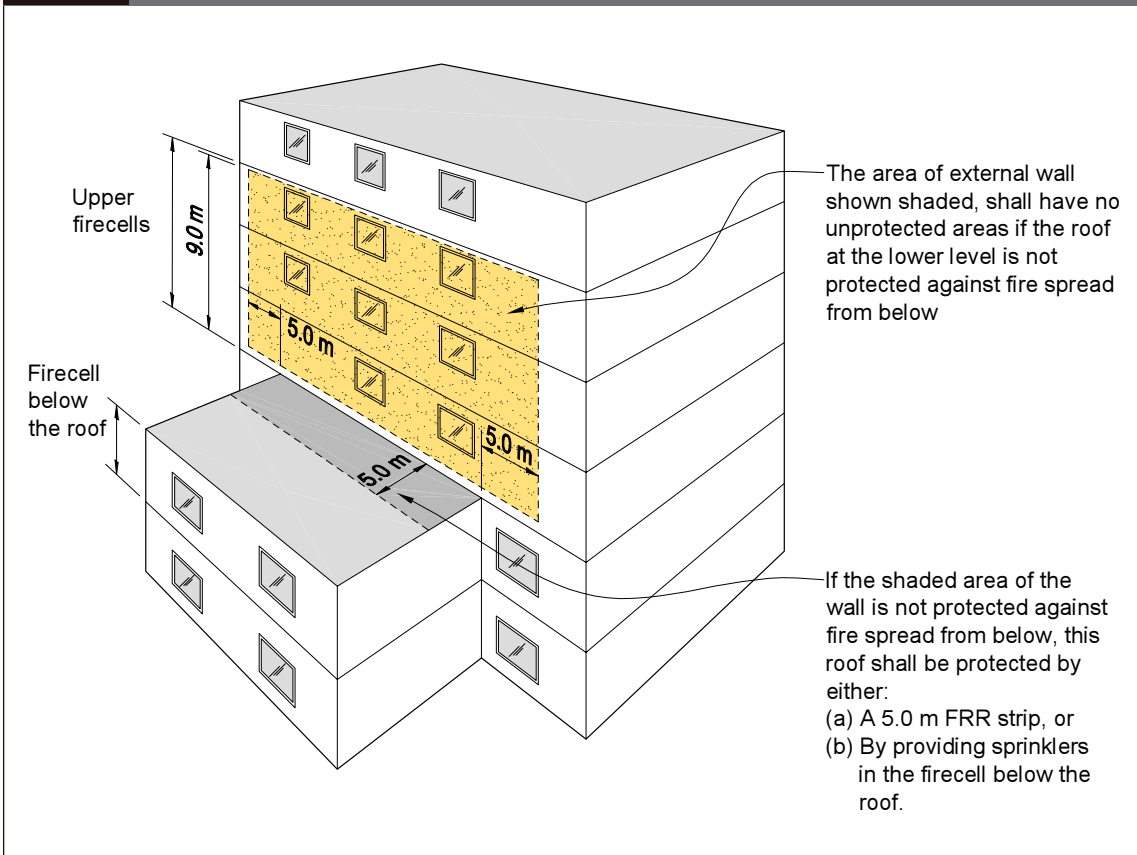 Upper
firecells
9.0 m
The area of external wall
shown shaded, shall have no
unprotected areas if the roof
at the lower level is not
protected against fire spread
from below
5.0 m
Firecell
below
the roof
5.0 m
5.0 m
If the shaded area of the
wall is not protected against
fire spread from below, this
roof shall be protected by
either:
(a) A 5.0 m FRR strip, or
(b) By providing sprinklers
in the firecell below the
roof.